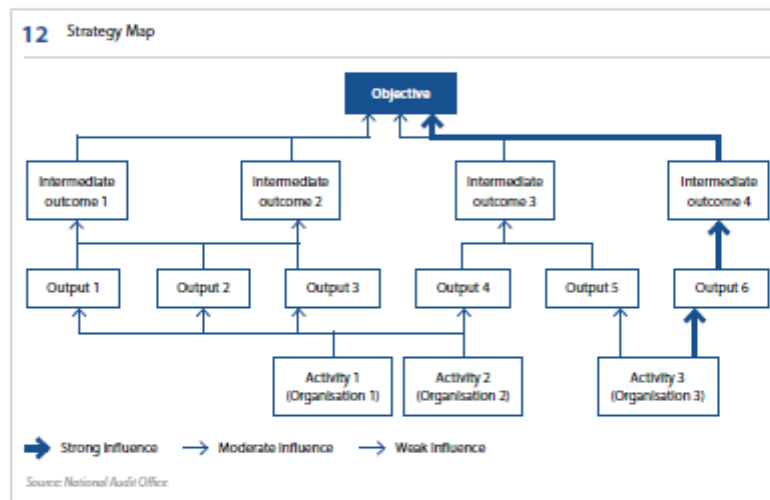 12 Strategy Map
Objective
Intermediate
outcome 1
Intermediate
outcome 2
Intermediate
outcome 3
Intermediate
outcome 4
Output 1
Output 2
Output 3
Output 4
Output 5
Output 6
Activity 1
(Organisation 1)
Activity 2
(Organisation 2)
Activity 3
(Organisation 3)
Strong Influence
Moderate Influence
Weak Influence
Source: National Audit Office